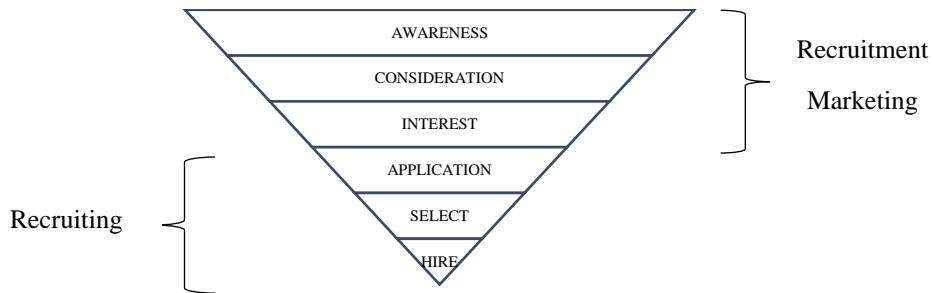 AWARENESS
CONSIDERATION
INTEREST
APPLICATION
SELECT
HIRE
Recruitment
Marketing
Recruiting